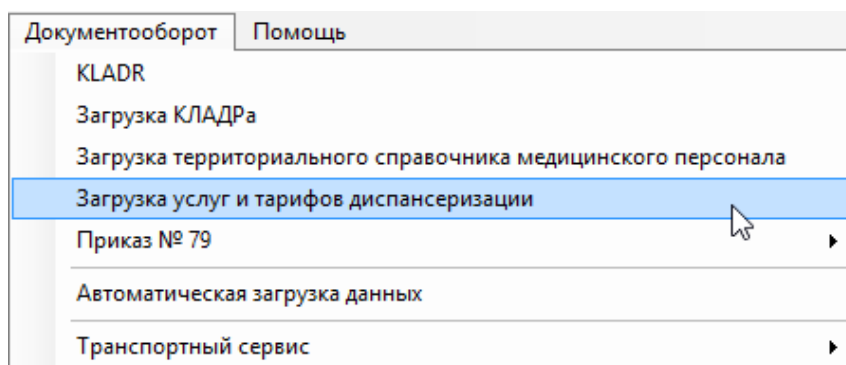 Документооборот Помощь
KLADR
Загрузка КЛАДРа
Загрузка территориального справочника медицинского персонала
Загрузка услуг и тарифов диспансеризации
Приказ № 79
Автоматическая загрузка данных
Транспортный сервис